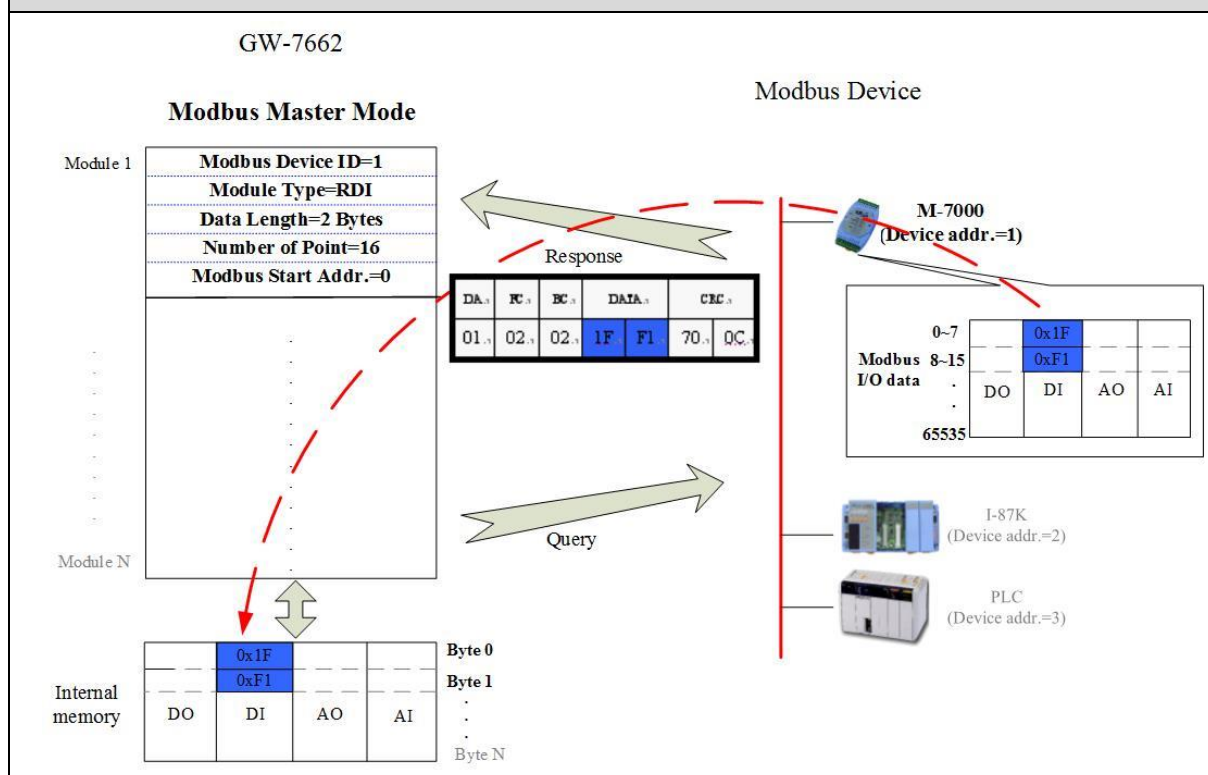 GW-7662
Modbus Master Mode
Modbus Device
Module 1
Modbus Device ID=1
Module Type=RDI
Data Length=2 Bytes
Number of Point=16
Modbus Start Addr.=0
Module N
Response
DA FC BC DATA CRC
01 02 02 1F F1 70 0C
Query
M-7000
(Device addr.=1)
0~7 0x1F
Modbus 8~15 0xF1
I/O data
DO DI AO AI
65535
I-87K
(Device addr.=2)
PLC
(Device addr.=3)
0x1F Byte 0
0xF1 Byte 1
Internal
memory
DO DI AO AI
Byte N